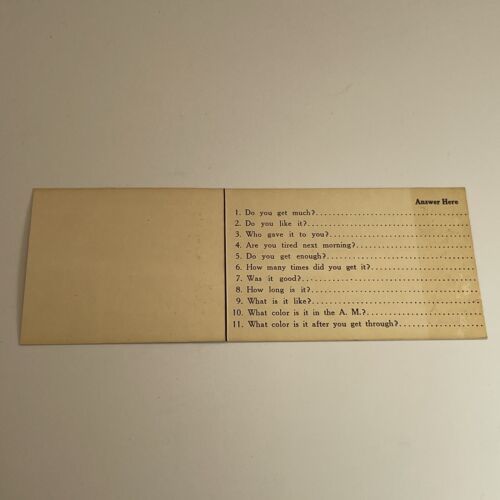 Answer Here
1. Do you get much?
2. Do you like it?
3. Who gave it to you?
4. Are you tired next morning?
5. Do you get enough?
6. How many times did you get it?
7. Was it good?
8. How long is it?
9. What is it like?
10. What color is it in the A. M.?
11. What color is it after you get through?